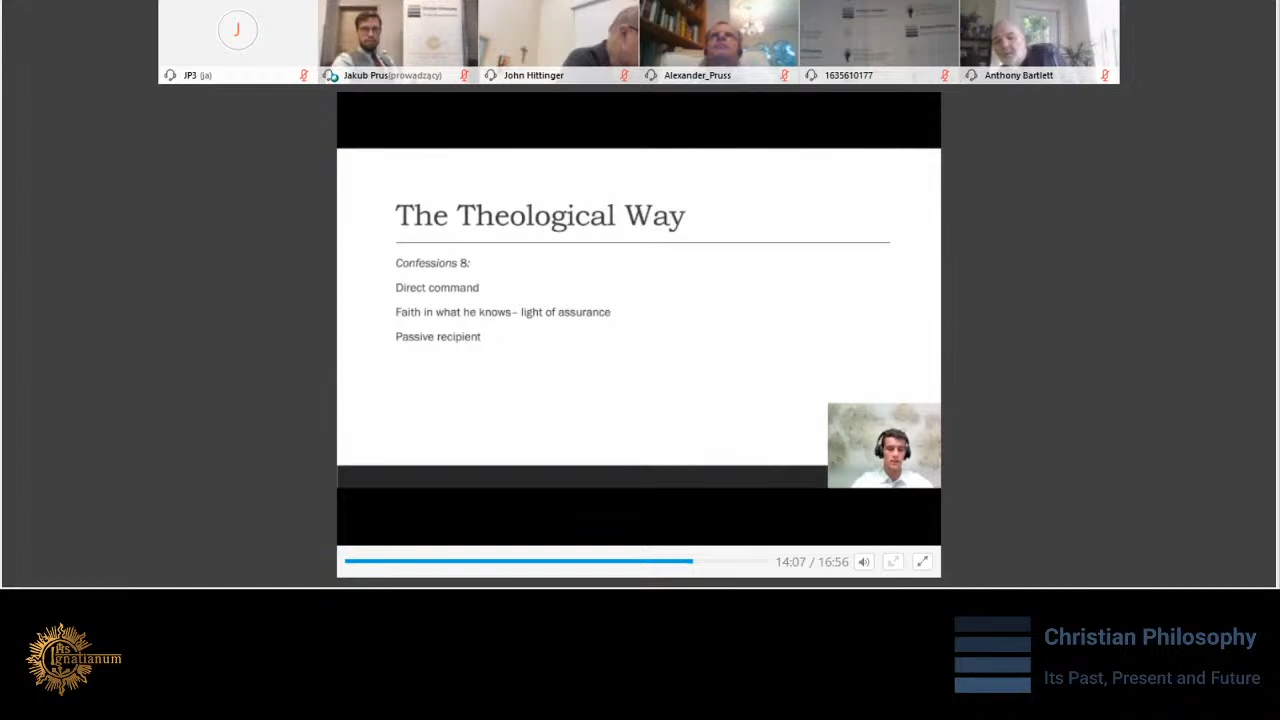 J
JP3 (ja)
Jakub Prus(prowadzący)
John Hittinger
Alexander_Pruss
1635610177
Anthony Bartlett
The Theological Way
Confessions 8:
Direct command
Faith in what he knows– light of assurance
Passive recipient
14:07 / 16:56
Ignatianum
Christian Philosophy
Its Past, Present and Future